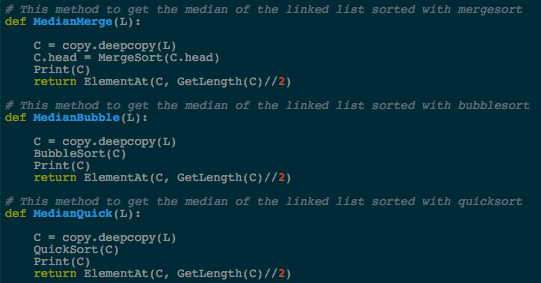 # This method to get the median of the linked list sorted with mergesort
def MedianMerge(L):
    C = copy.deepcopy(L)
    C.head = MergeSort(C.head)
    Print(C)
    return ElementAt(C, GetLength(C)//2)
# This method to get the median of the linked list sorted with bubblesort
def MedianBubble(L):
    C = copy.deepcopy(L)
    BubbleSort(C)
    Print(C)
    return ElementAt(C, GetLength(C)//2)
# This method to get the median of the linked list sorted with quicksort
def MedianQuick(L):
    C = copy.deepcopy(L)
    QuickSort(C)
    Print(C)
    return ElementAt(C, GetLength(C)//2)